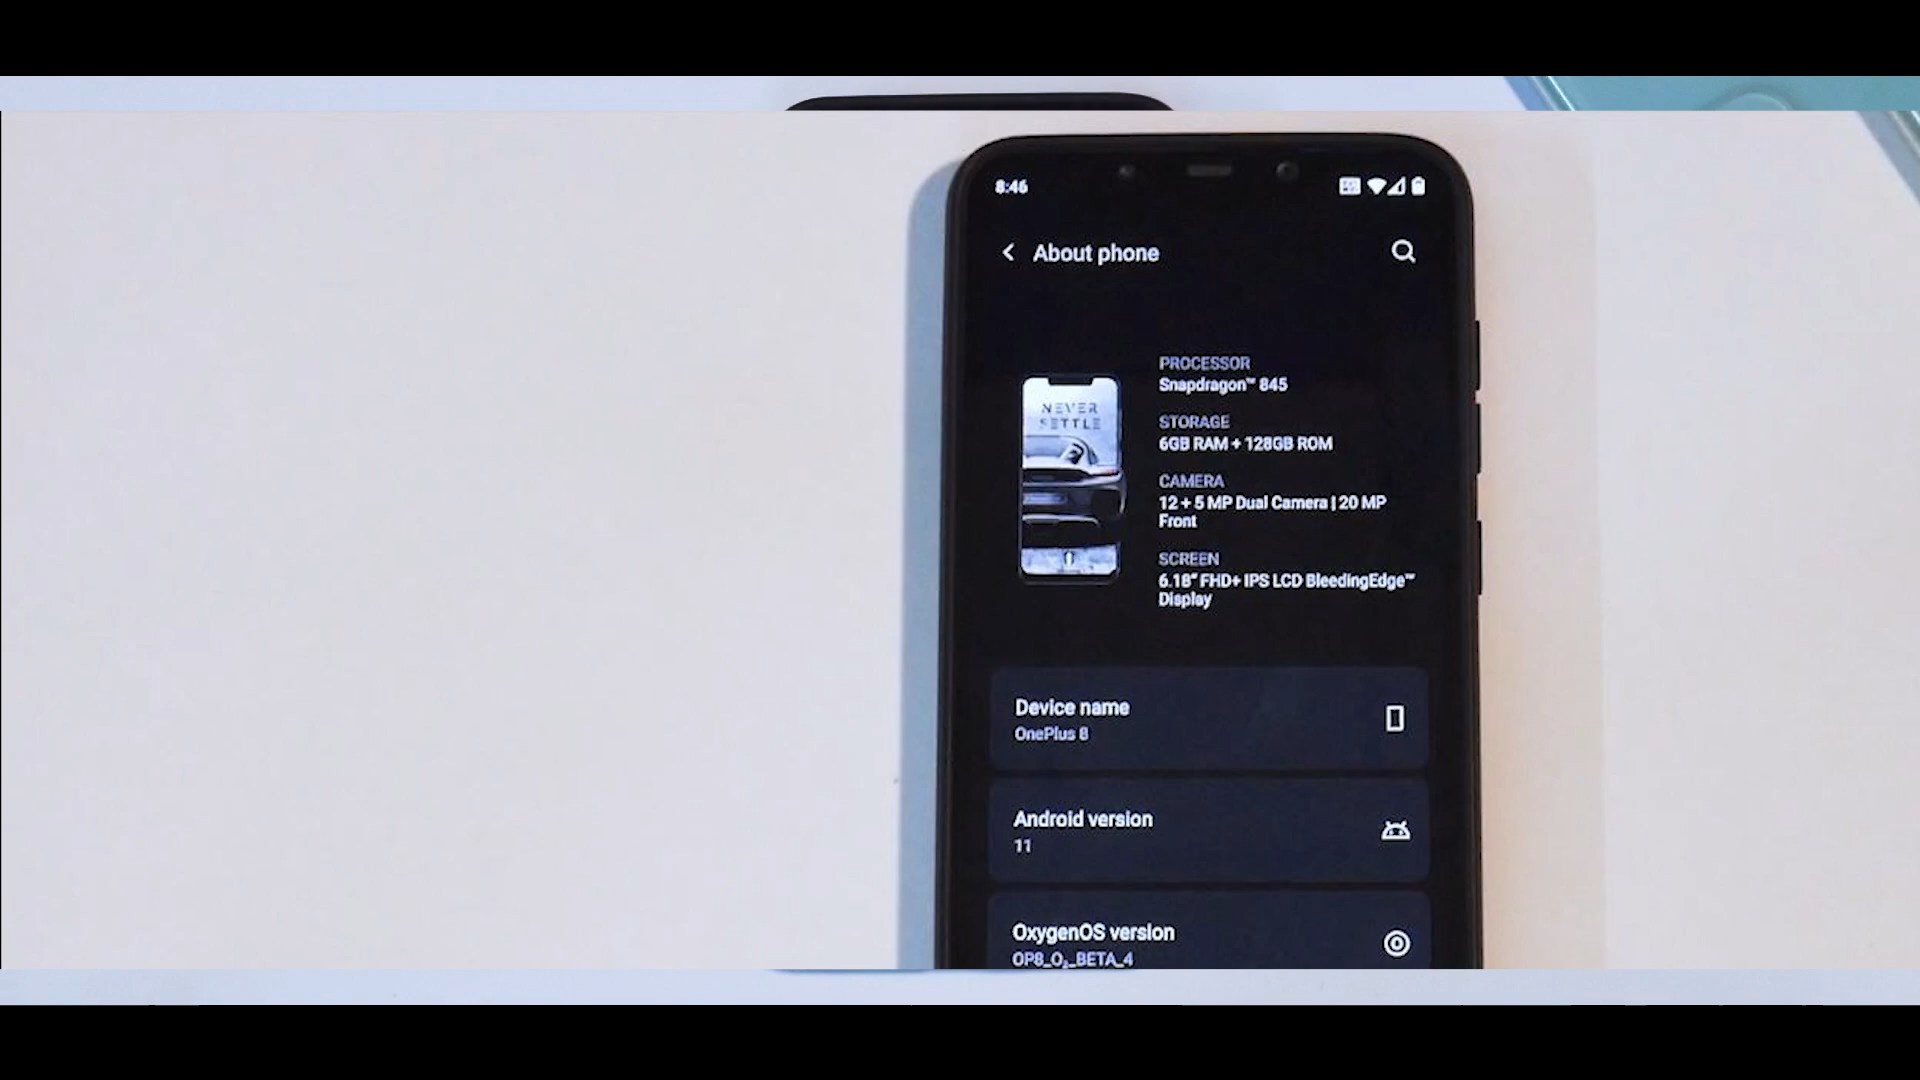 8:46
About phone
NEVER
SETTLE
PROCESSOR
Snapdragon™ 845
STORAGE
6GB RAM + 128GB ROM
CAMERA
12 + 5 MP Dual Camera | 20 MP
Front
SCREEN
6.18" FHD+ IPS LCD BleedingEdge™
Display
Device name
OnePlus 8
Android version
11
OxygenOS version
OP8_O₂_BETA_4